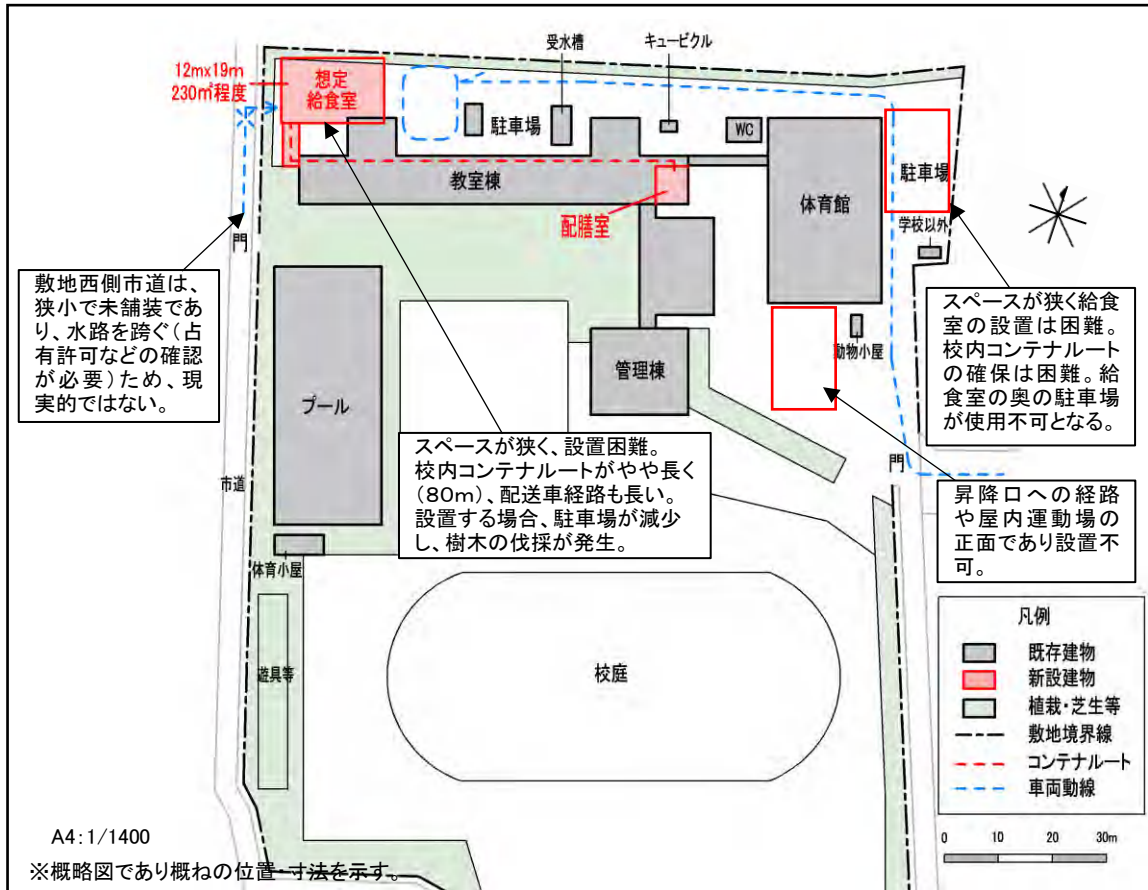 受水槽
キュービクル
12mx19m
230㎡程度
想定
給食室
駐車場
WC
教室棟
体育館
駐車場
配膳室
学校以外
門
敷地西側市道は、
狭小で未舗装であ
り、水路を跨ぐ(占
有許可などの確認
が必要)ため、現
実的ではない。
スペースが狭く給食
室の設置は困難。
校内コンテナルート
の確保は困難。給
食室の奥の駐車場
が使用不可となる。
動物小屋
管理棟
プール
スペースが狭く、設置困難。
校内コンテナルートがやや長く
(80m)、配送車経路も長い。
設置する場合、駐車場が減少
し、樹木の伐採が発生。
門
市道
昇降口への経路
や屋内運動場の
正面であり設置不
可。
体育小屋
遊具等
校庭
凡例
既存建物
新設建物
植栽・芝生等
敷地境界線
コンテナルート
車両動線
0 10 20 30m
A4:1/1400
※概略図であり概ねの位置・寸法を示す。